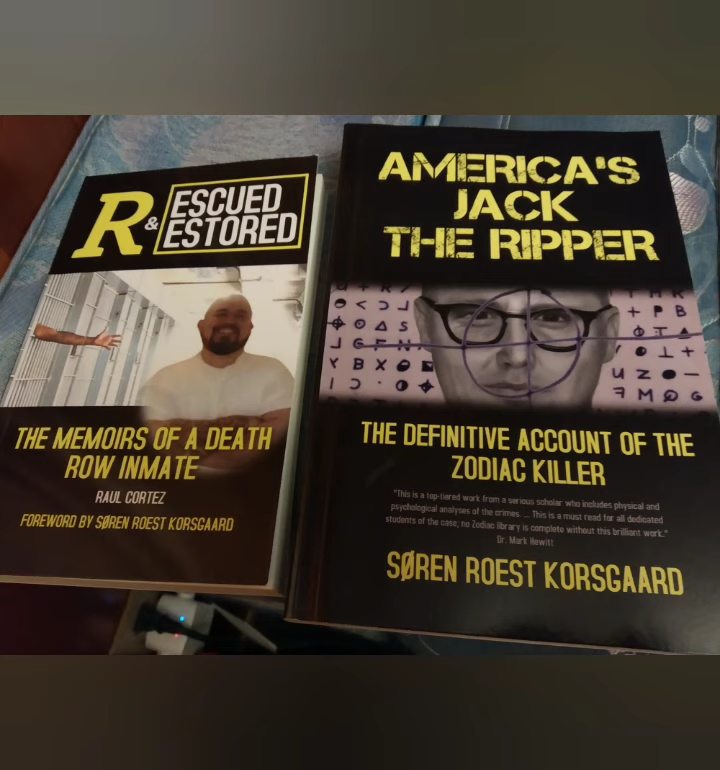 R & ESCUED
ESTORED
THE MEMOIRS OF A DEATH
ROW INMATE
RAUL CORTEZ
FOREWORD BY SØREN ROEST KORSGAARD
AMERICA'S
JACK
THE RIPPER
THE DEFINITIVE ACCOUNT OF THE
ZODIAC KILLER
"This is a top-tiered work from a serious scholar who includes physical and
psychological analyses of the crimes. ... This is a must read for all dedicated
students of the case; no Zodiac library is complete without this brilliant work."
Dr. Mark Hewitt
SØREN ROEST KORSGAARD